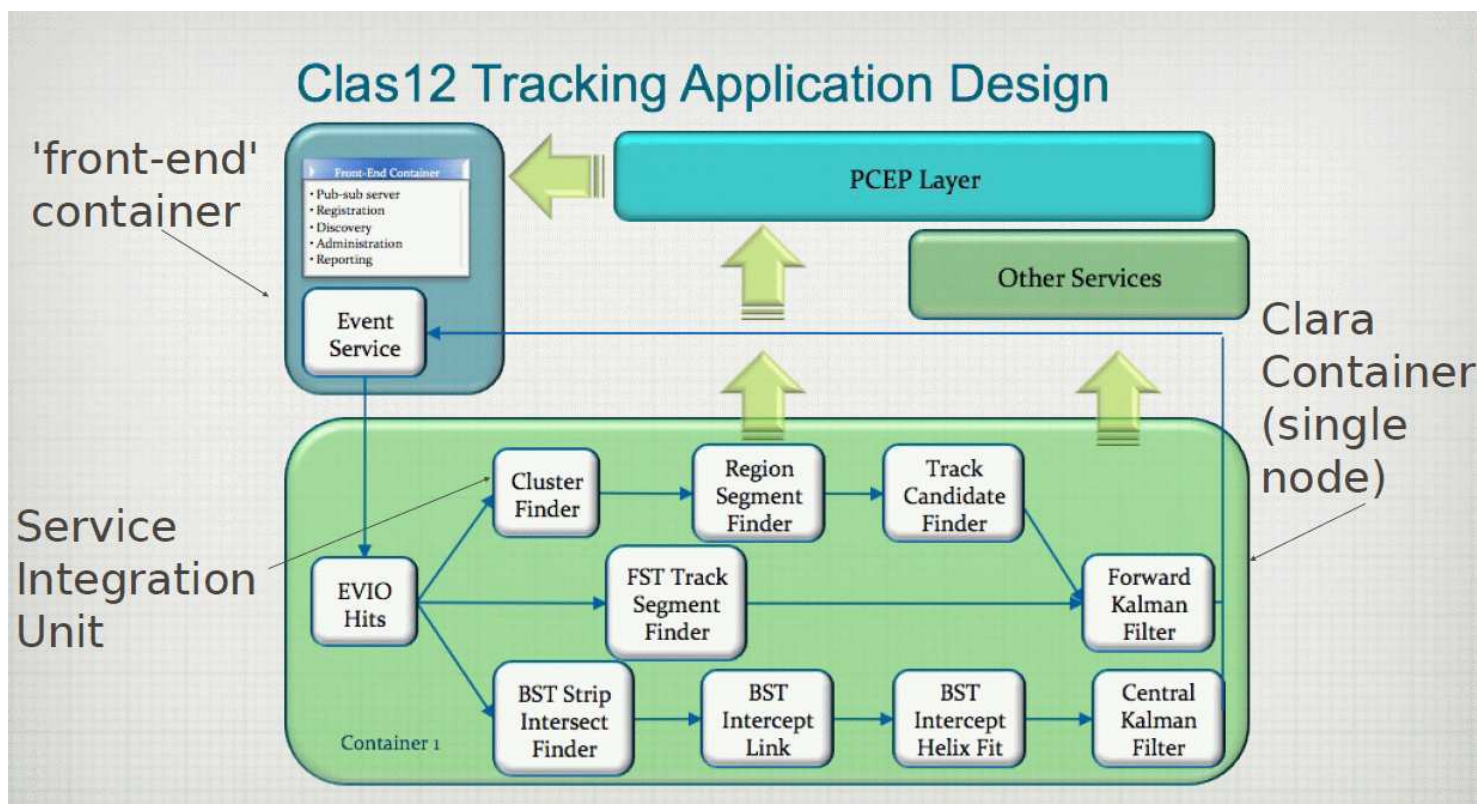 Clas12 Tracking Application Design
'front-end'
container
Front-End Container
• Pub-sub server
• Registration
• Discovery
• Administration
• Reporting
Event
Service
PCEP Layer
Other Services
Clara
Container
(single
node)
Service
Integration
Unit
EVIO
Hits
Cluster
Finder
Region
Segment
Finder
Track
Candidate
Finder
FST Track
Segment
Finder
Forward
Kalman
Filter
BST Strip
Intersect
Finder
BST
Intercept
Link
BST
Intercept
Helix Fit
Central
Kalman
Filter
Container 1